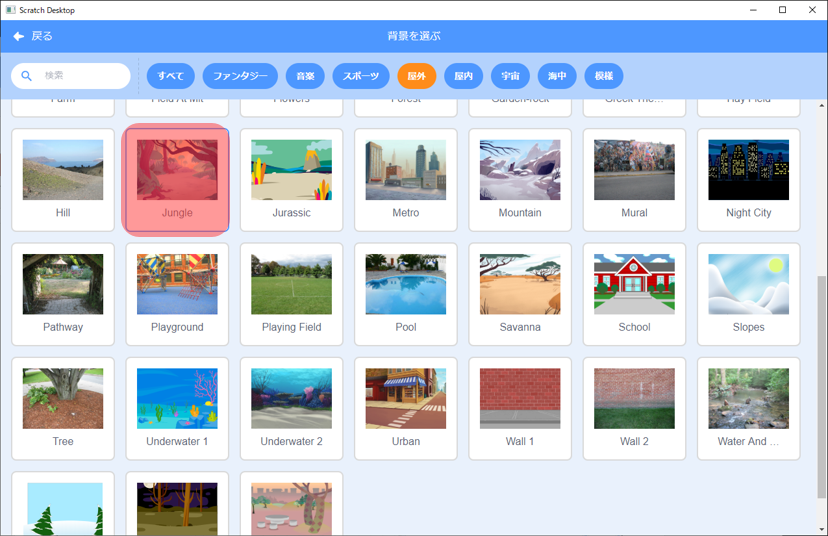 Scratch Desktop
戻る
背景を選ぶ
検索
すべて ファンタジー 音楽 スポーツ 屋外 屋内 宇宙 海中 模様
Farm Field At Mit Flowers Forest Garden-rock Greek The... Hay Field
Hill Jungle Jurassic Metro Mountain Mural Night City
Pathway Playground Playing Field Pool Savanna School Slopes
Tree Underwater 1 Underwater 2 Urban Wall 1 Wall 2 Water And ...